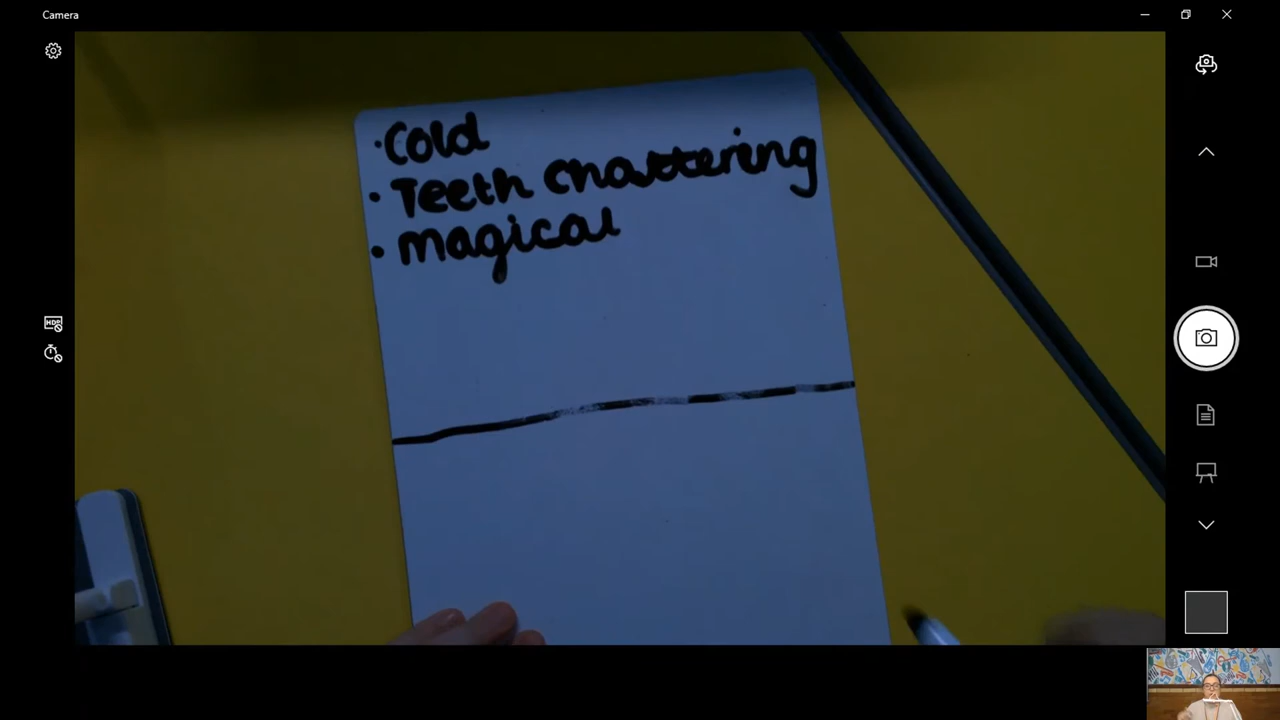 Camera
• Cold
• Teeth chattering
• magical